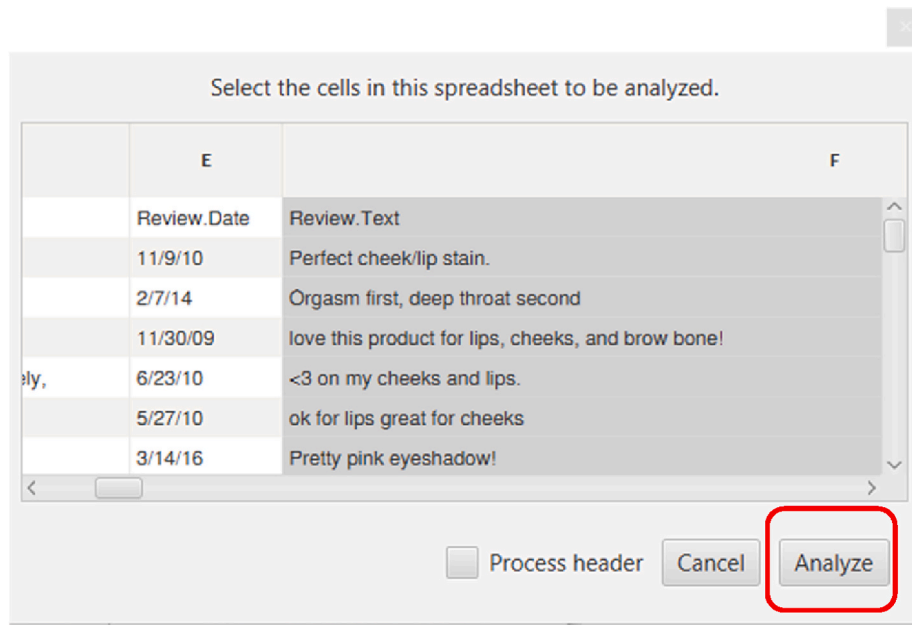 Select the cells in this spreadsheet to be analyzed.
E F
Review.Date Review.Text
11/9/10 Perfect cheek/lip stain.
2/7/14 Orgasm first, deep throat second
11/30/09 love this product for lips, cheeks, and brow bone!
ely, 6/23/10 <3 on my cheeks and lips.
5/27/10 ok for lips great for cheeks
3/14/16 Pretty pink eyeshadow!
Process header Cancel Analyze